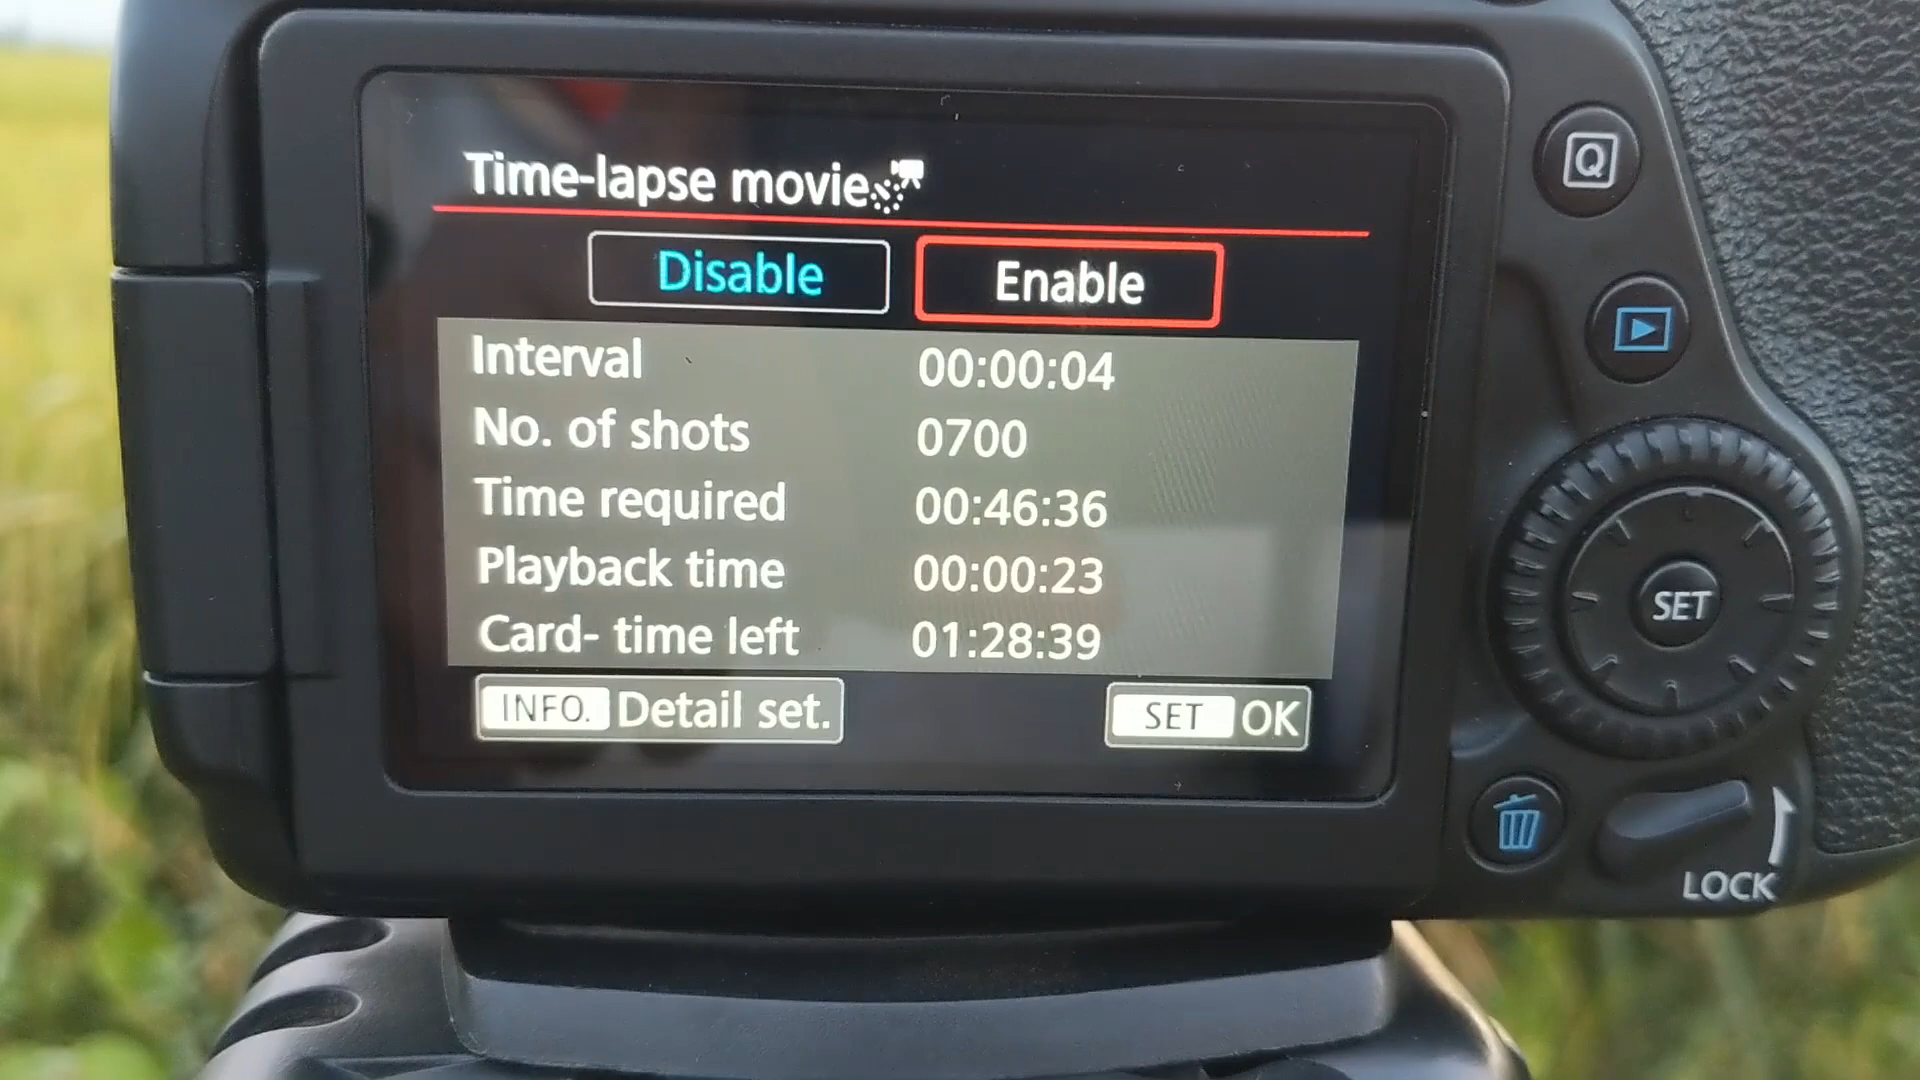 Time-lapse movie
Disable Enable
Interval 00:00:04
No. of shots 0700
Time required 00:46:36
Playback time 00:00:23
Card- time left 01:28:39
INFO. Detail set. SET OK
Q
SET
LOCK